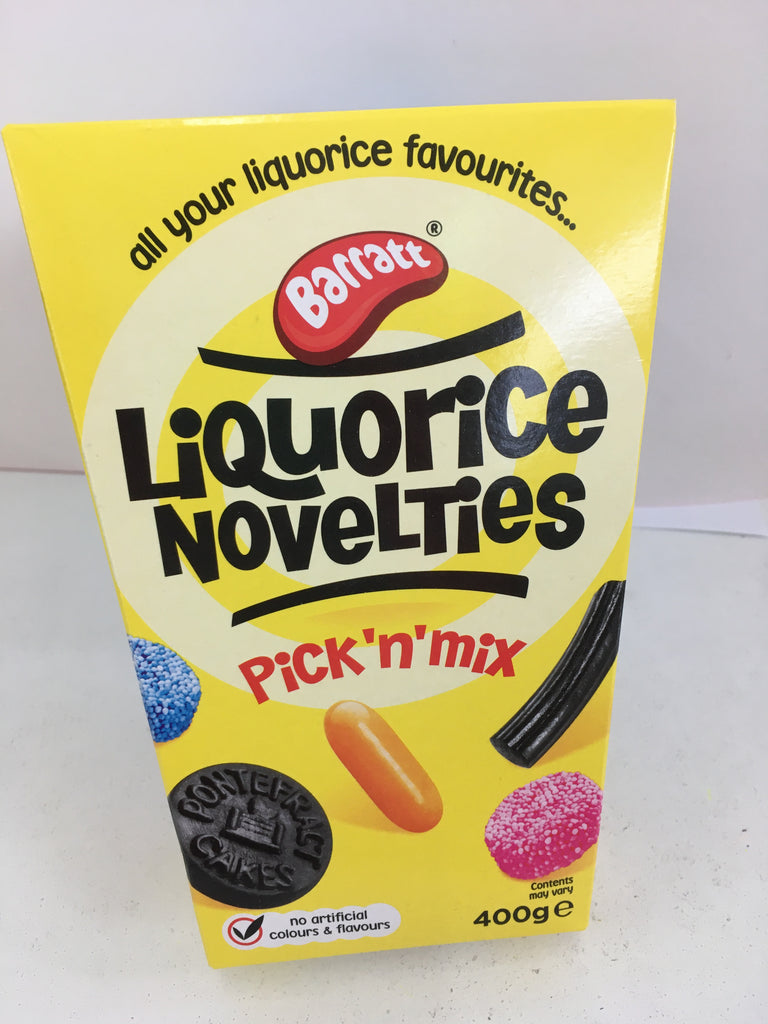 all your liquorice favourites...
Barratt®
Liquorice
Novelties
Pick 'n' mix
PONTEFRACT
CAKES
Contents
may vary
400g e
no artificial
colours & flavours